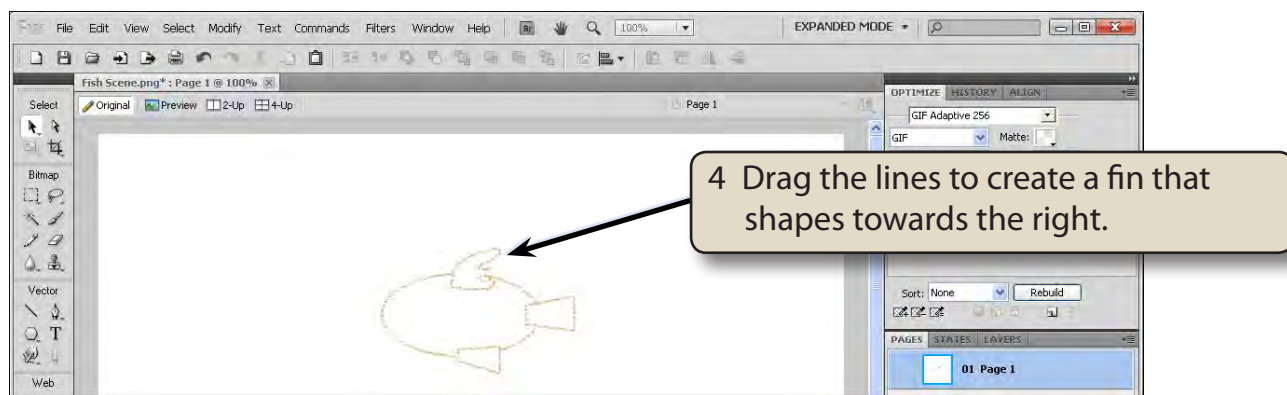 File Edit View Select Modify Text Commands Filters Window Help Br 100% EXPANDED MODE
Fish Scene.png* : Page 1 @ 100%
Select Original Preview 2-Up 4-Up Page 1
OPTIMIZE HISTORY ALIGN
GIF Adaptive 256
GIF Matte:
Bitmap
4 Drag the lines to create a fin that
shapes towards the right.
Vector
Sort: None Rebuild
T
PAGES STATES LAYERS
01 Page 1
Web